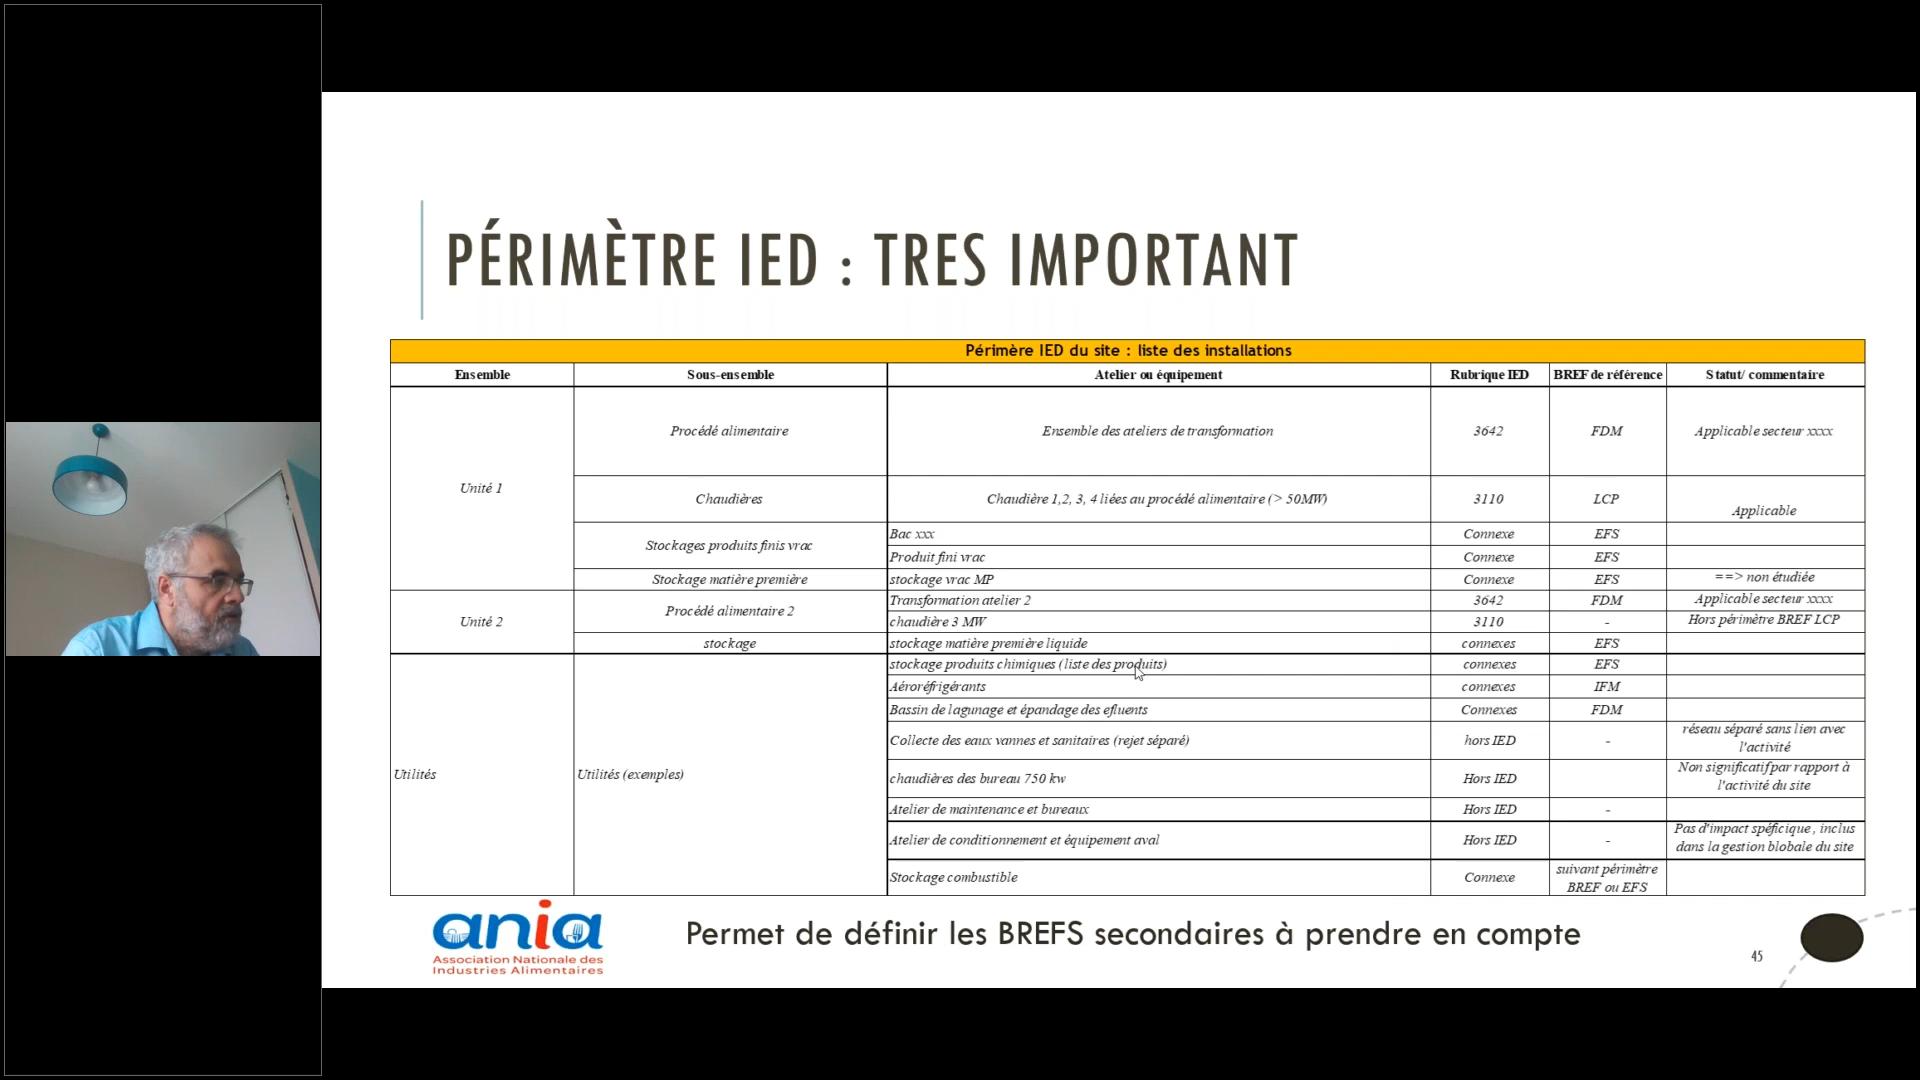 PÉRIMÈTRE IED : TRES IMPORTANT
Périmère IED du site : liste des installations
Ensemble Sous-ensemble Atelier ou équipement Rubrique IED BREF de référence Statut/ commentaire
Unité 1
Procédé alimentaire Ensemble des ateliers de transformation 3642 FDM Applicable secteur xxxx
Chaudières Chaudière 1,2, 3, 4 liées au procédé alimentaire (> 50MW) 3110 LCP Applicable
Stockages produits finis vrac
Bac xxx Connexe EFS
Produit fini vrac Connexe EFS
Stockage matière première stockage vrac MP Connexe EFS ==> non étudiée
Unité 2
Procédé alimentaire 2
Transformation atelier 2 3642 FDM Applicable secteur xxxx
chaudière 3 MW 3110 - Hors périmètre BREF LCP
stockage stockage matière première liquide connexes EFS
Utilités
Utilités (exemples)
stockage produits chimiques (liste des produits) connexes EFS
Aéroréfrigérants connexes IFM
Bassin de lagunage et épandage des efluents Connexes FDM
Collecte des eaux vannes et sanitaires (rejet séparé) hors IED - réseau séparé sans lien avec
l'activité
chaudières des bureau 750 kw Hors IED Non significatif par rapport à
l'activité du site
Atelier de maintenance et bureaux Hors IED -
Atelier de conditionnement et équipement aval Hors IED - Pas d'impact spéficique , inclus
dans la gestion blobale du site
Stockage combustible Connexe suivant périmètre
BREF ou EFS
ania
Association Nationale des
Industries Alimentaires
Permet de définir les BREFS secondaires à prendre en compte
45